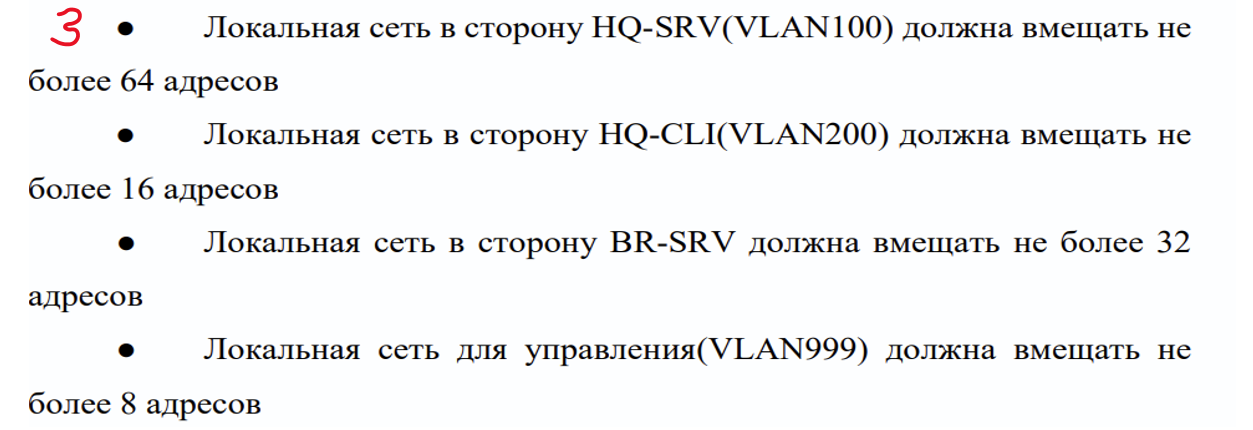 3 ● Локальная сеть в сторону HQ-SRV(VLAN100) должна вмещать не
более 64 адресов
● Локальная сеть в сторону HQ-CLI(VLAN200) должна вмещать не
более 16 адресов
● Локальная сеть в сторону BR-SRV должна вмещать не более 32
адресов
● Локальная сеть для управления(VLAN999) должна вмещать не
более 8 адресов